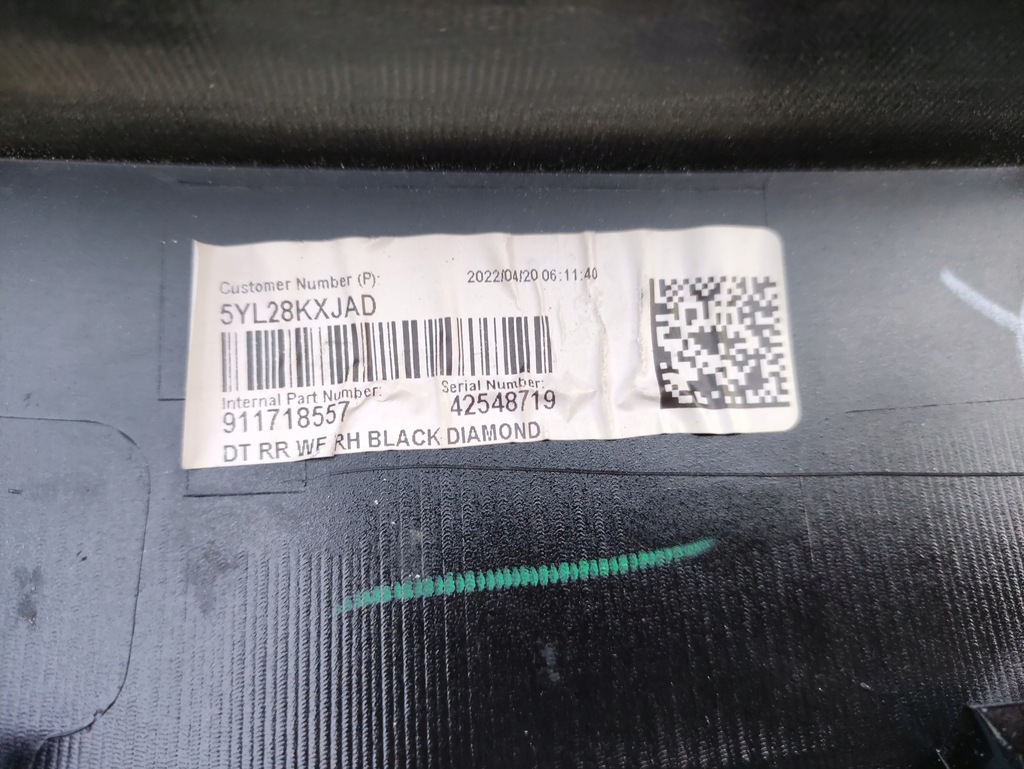 Customer Number (P):
2022/04/20 06:11:40
5YL28KXJAD
Internal Part Number:
Serial Number:
911718557
42548719
DT RR WF RH BLACK DIAMOND